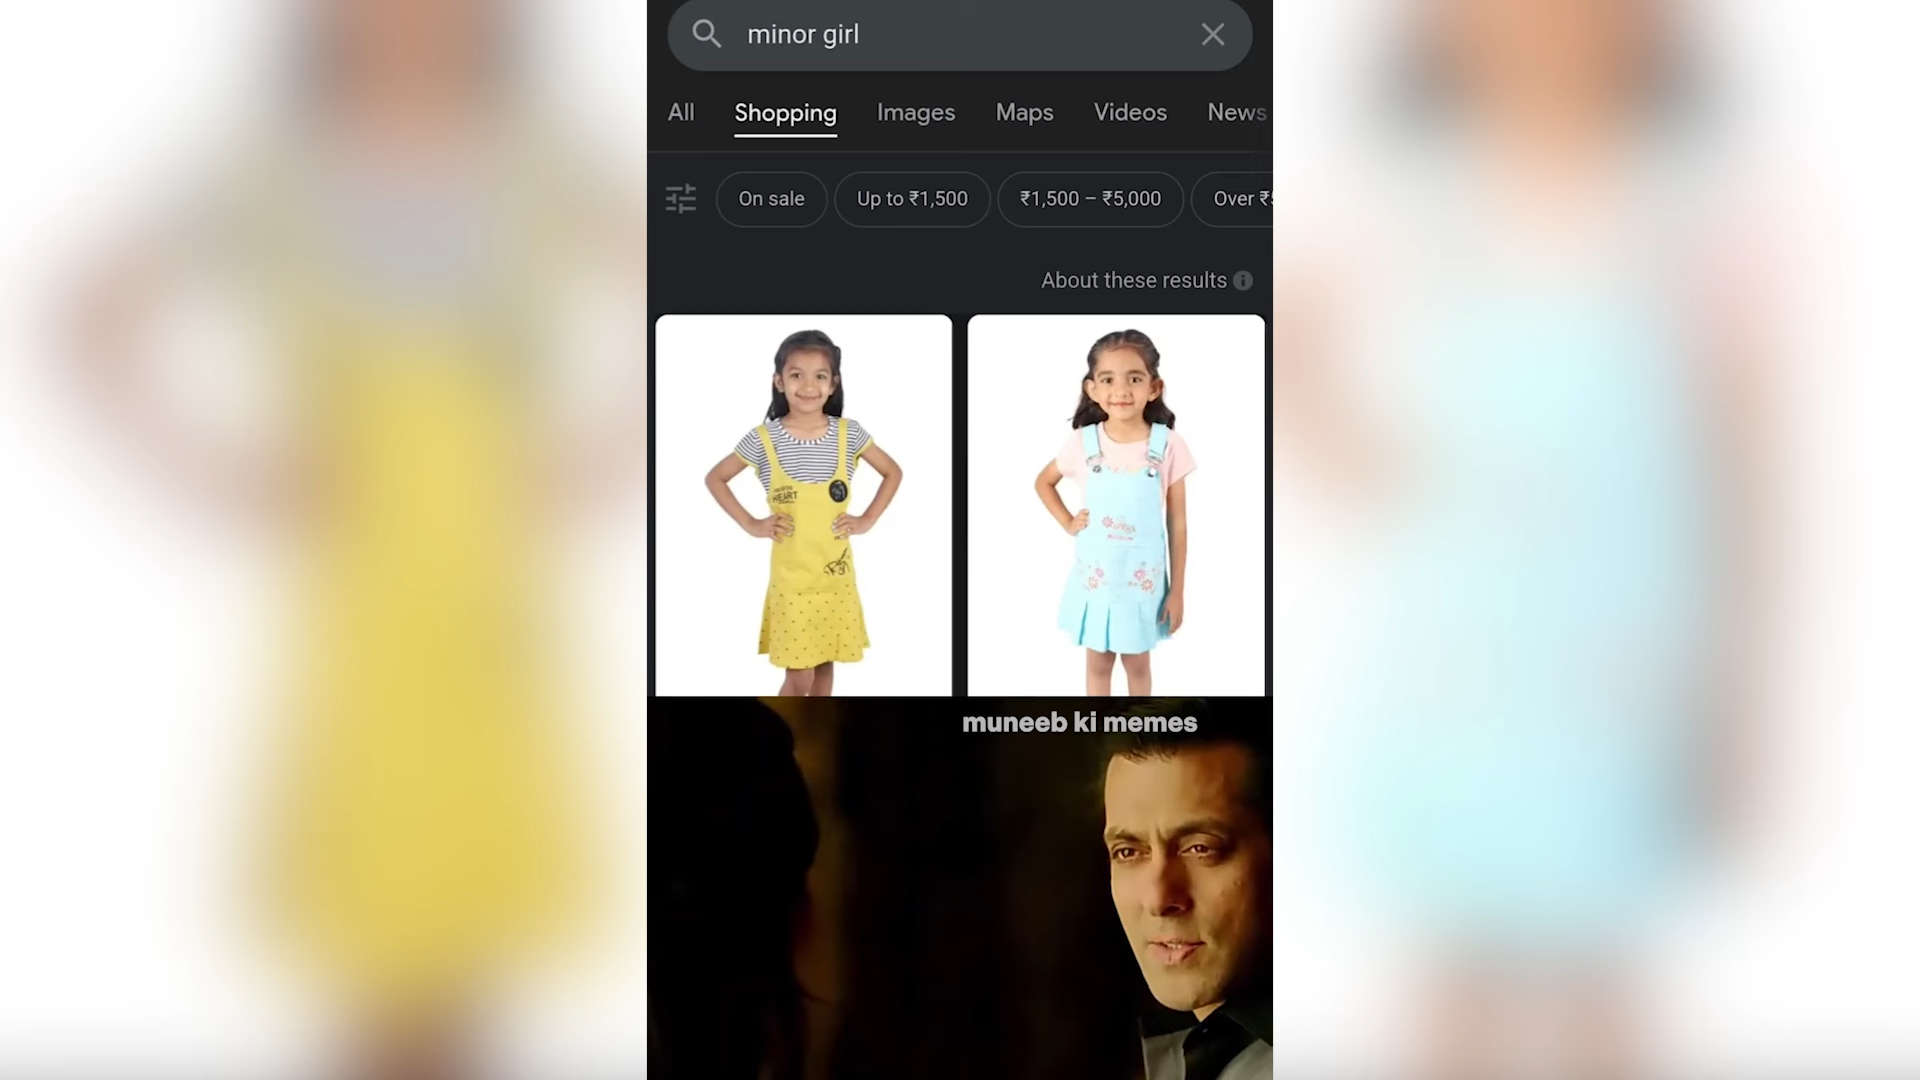 minor girl
All Shopping Images Maps Videos News
On sale Up to ₹1,500 ₹1,500 – ₹5,000 Over ₹5
About these results
HEART
muneeb ki memes